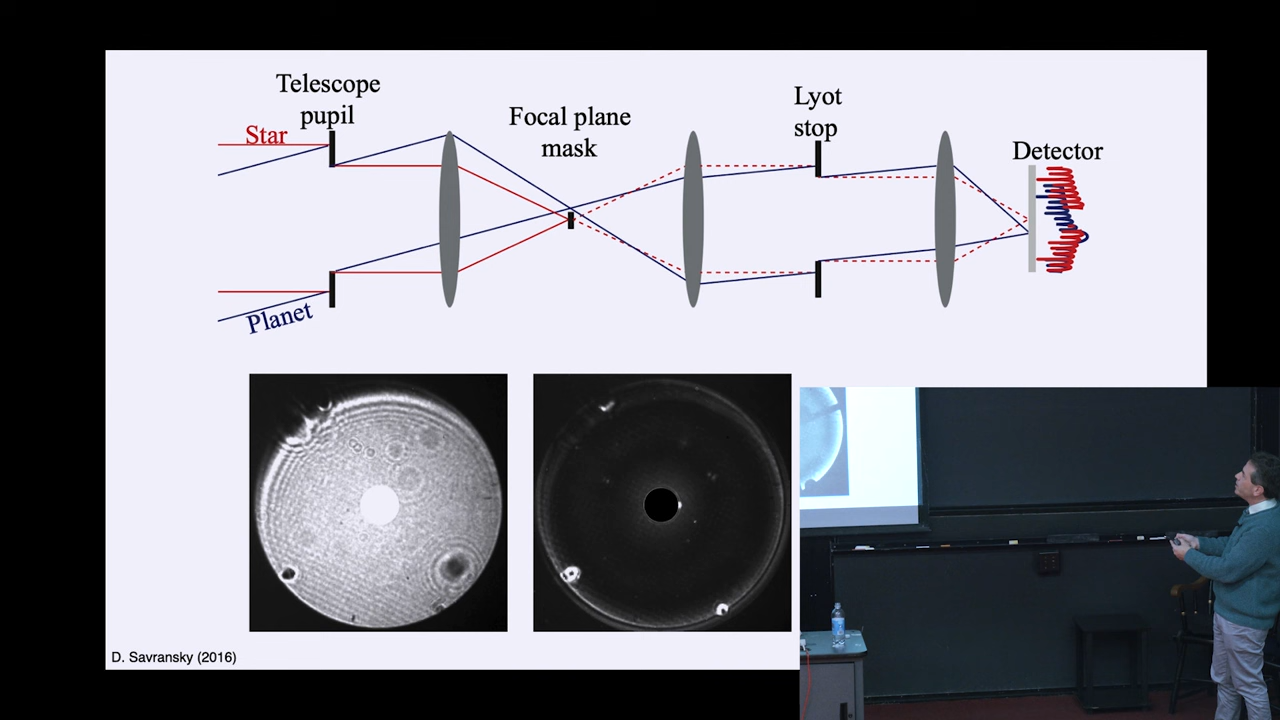 Telescope
pupil
Star
Planet
Focal plane
mask
Lyot
stop
Detector
D. Savransky (2016)